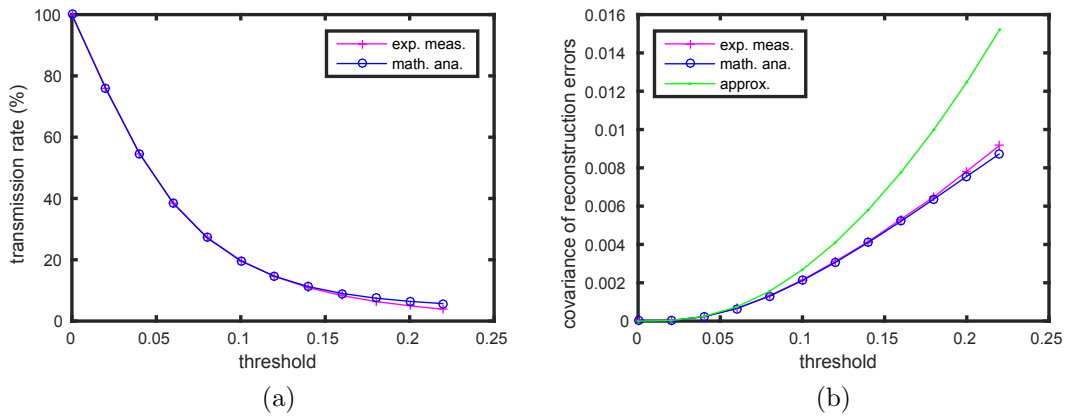 transmission rate (%)
100
80
60
40
20
0
0
0.05
0.1
0.15
0.2
0.25
threshold
exp. meas.
math. ana.
(a)
covariance of reconstruction errors
0.016
0.014
0.012
0.01
0.008
0.006
0.004
0.002
0
0
0.05
0.1
0.15
0.2
0.25
threshold
exp. meas.
math. ana.
approx.
(b)